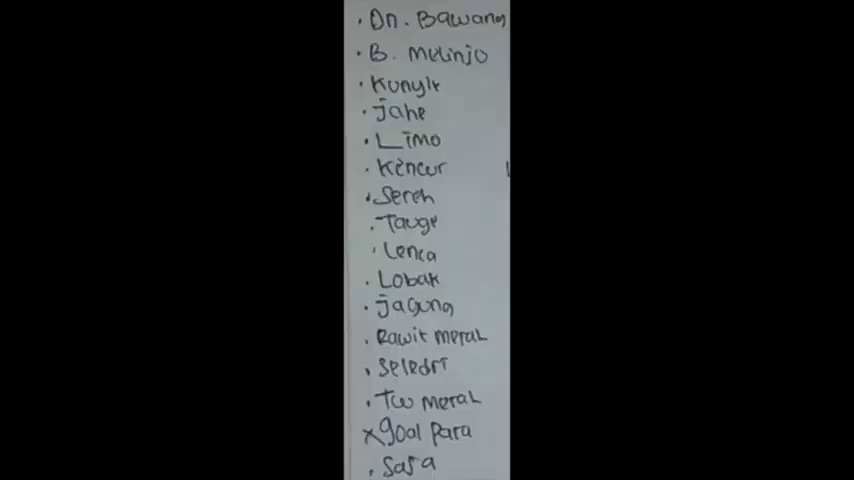 . Dn. Bawang
. B. Melinjo
. Kunyit
. Jahe
. Limo
. Kencur
. Sereh
. Tauge
. Lenca
. Lobak
. Jagung
. Rawit merah
. Seledri
. Tw merah
x goal para
. Sasa